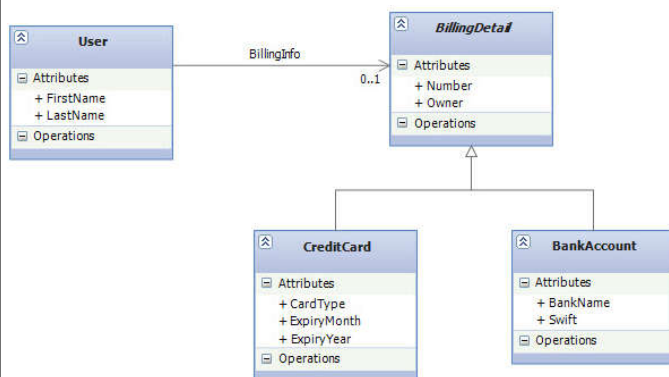 User
Attributes
+ FirstName
+ LastName
Operations
BillingInfo
0..1
BillingDetail
Attributes
+ Number
+ Owner
Operations
CreditCard
Attributes
+ CardType
+ ExpiryMonth
+ ExpiryYear
Operations
BankAccount
Attributes
+ BankName
+ Swift
Operations